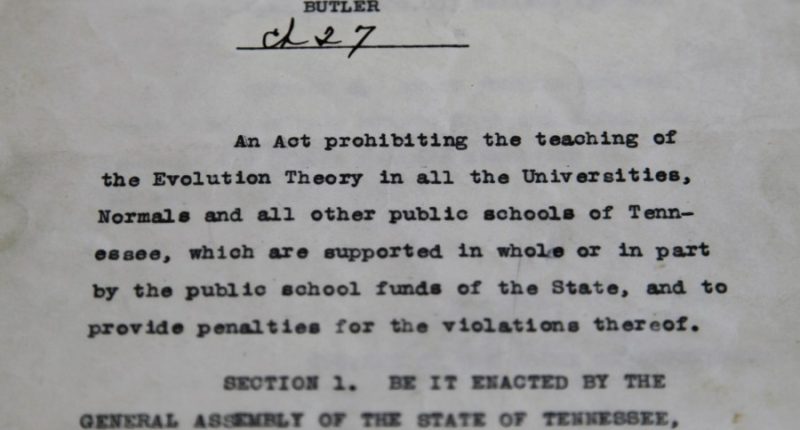 BUTLER
ch 27
An Act prohibiting the teaching of
the Evolution Theory in all the Universities,
Normals and all other public schools of Tenn-
essee, which are supported in whole or in part
by the public school funds of the State, and to
provide penalties for the violations thereof.
SECTION 1. BE IT ENACTED BY THE
GENERAL ASSEMBLY OF THE STATE OF TENNESSEE,